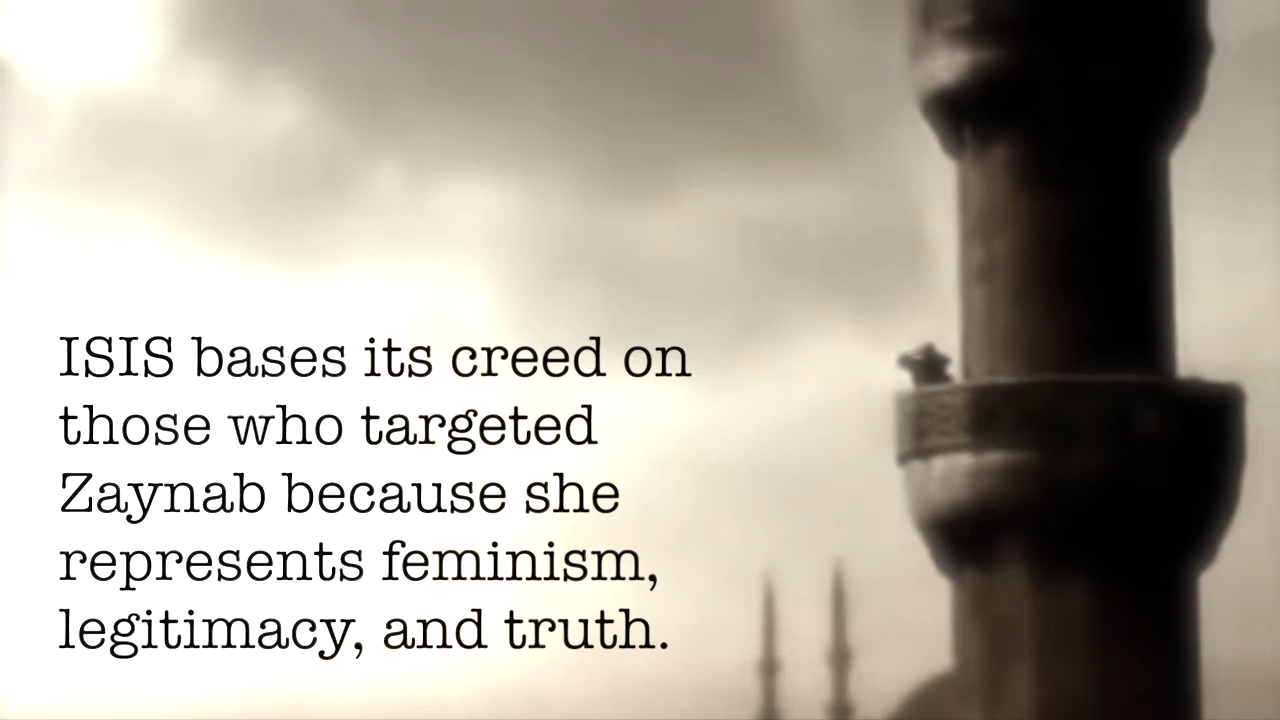 ISIS bases its creed on
those who targeted
Zaynab because she
represents feminism,
legitimacy, and truth.